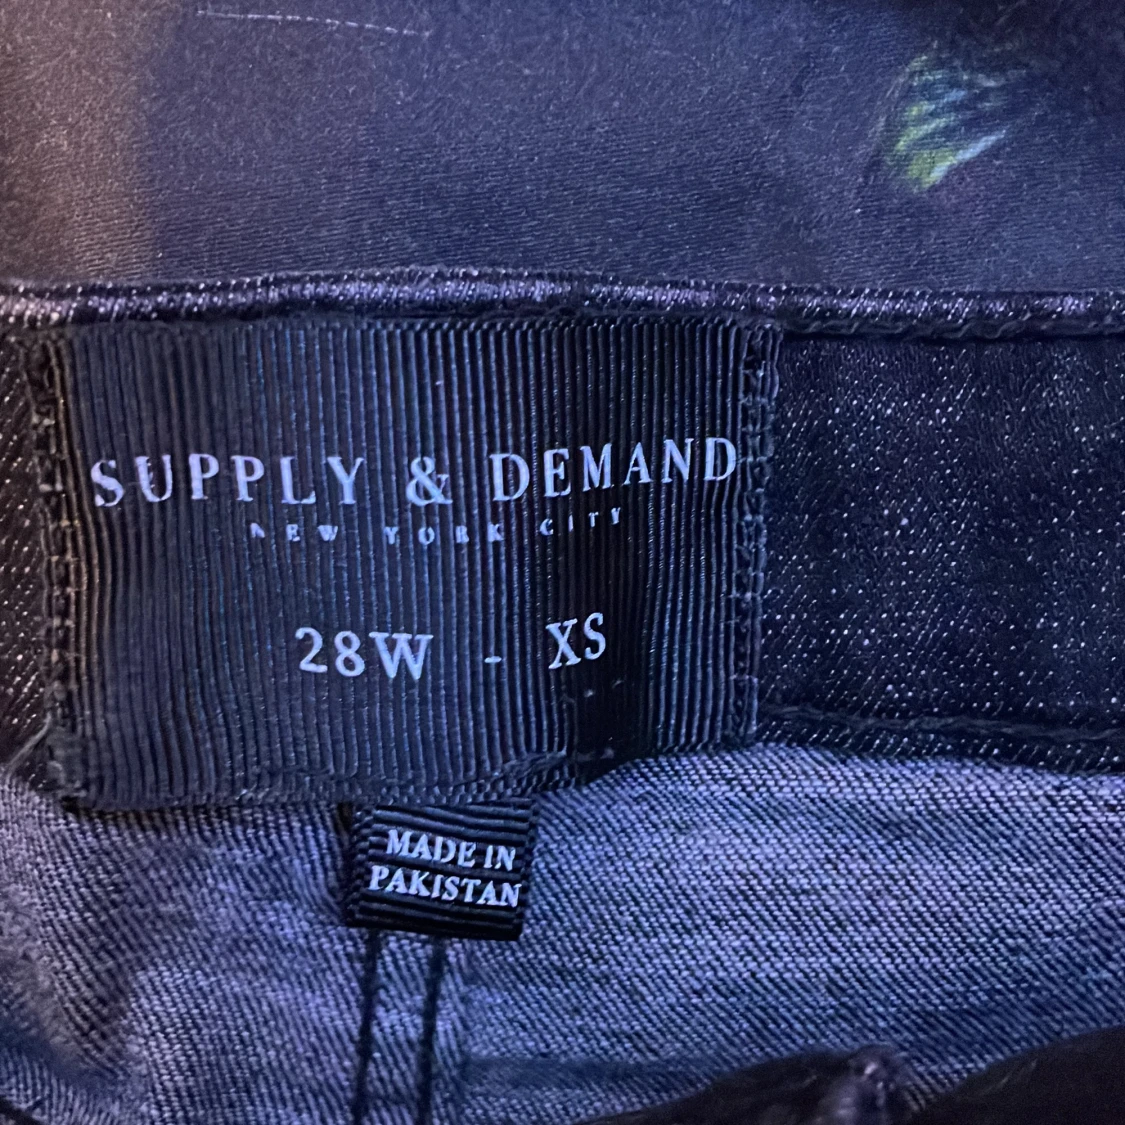 SUPPLY & DEMAND
NEW YORK CITY
28W - XS
MADE IN
PAKISTAN